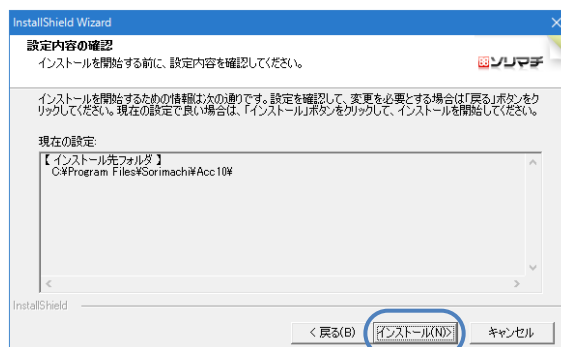 InstallShield Wizard
設定内容の確認
インストールを開始する前に、設定内容を確認してください。
ソリマチ
インストールを開始するための情報は次の通りです。設定を確認して、変更を必要とする場合は「戻る」ボタンをク
リックしてください。現在の設定で良い場合は、「インストール」ボタンをクリックして、インストールを開始してください。
現在の設定:
【 インストール先フォルダ 】
C:¥Program Files¥Sorimachi¥Acc10¥
InstallShield
< 戻る(B)
インストール(N)>
キャンセル